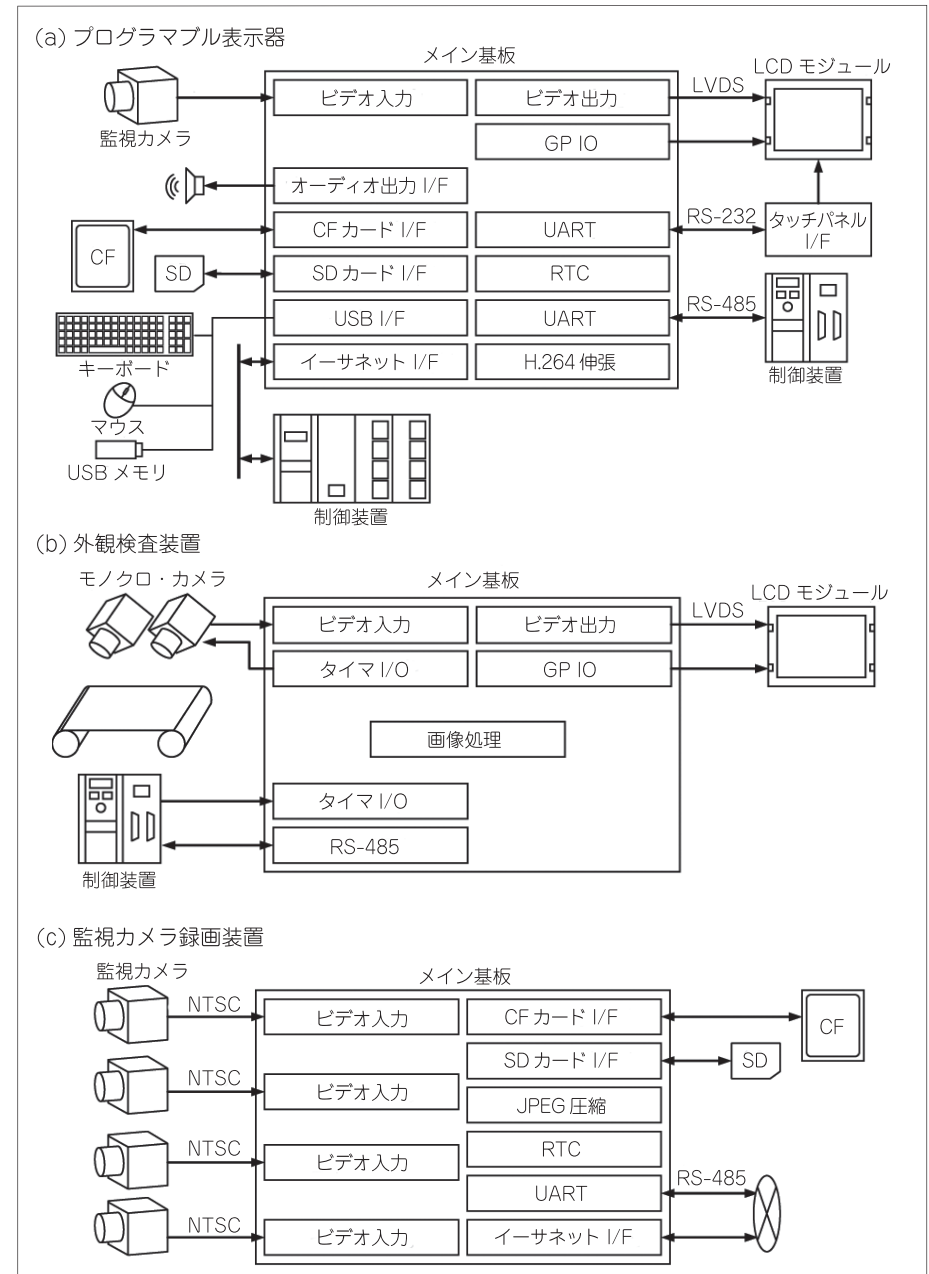 (a) プログラマブル表示器
メイン基板
LCD モジュール
監視カメラ
ビデオ入力
ビデオ出力
LVDS
GP IO
オーディオ出力 I/F
CF
CF カード I/F
UART
RS-232
タッチパネル
I/F
SD
SD カード I/F
RTC
USB I/F
UART
RS-485
キーボード
イーサネット I/F
H.264 伸張
制御装置
マウス
USB メモリ
制御装置
(b) 外観検査装置
モノクロ・カメラ
メイン基板
LCD モジュール
ビデオ入力
ビデオ出力
LVDS
タイマ I/O
GP IO
画像処理
タイマ I/O
RS-485
制御装置
(c) 監視カメラ録画装置
監視カメラ
メイン基板
NTSC
ビデオ入力
CF カード I/F
CF
SD カード I/F
SD
NTSC
ビデオ入力
JPEG 圧縮
NTSC
ビデオ入力
RTC
UART
RS-485
NTSC
ビデオ入力
イーサネット I/F